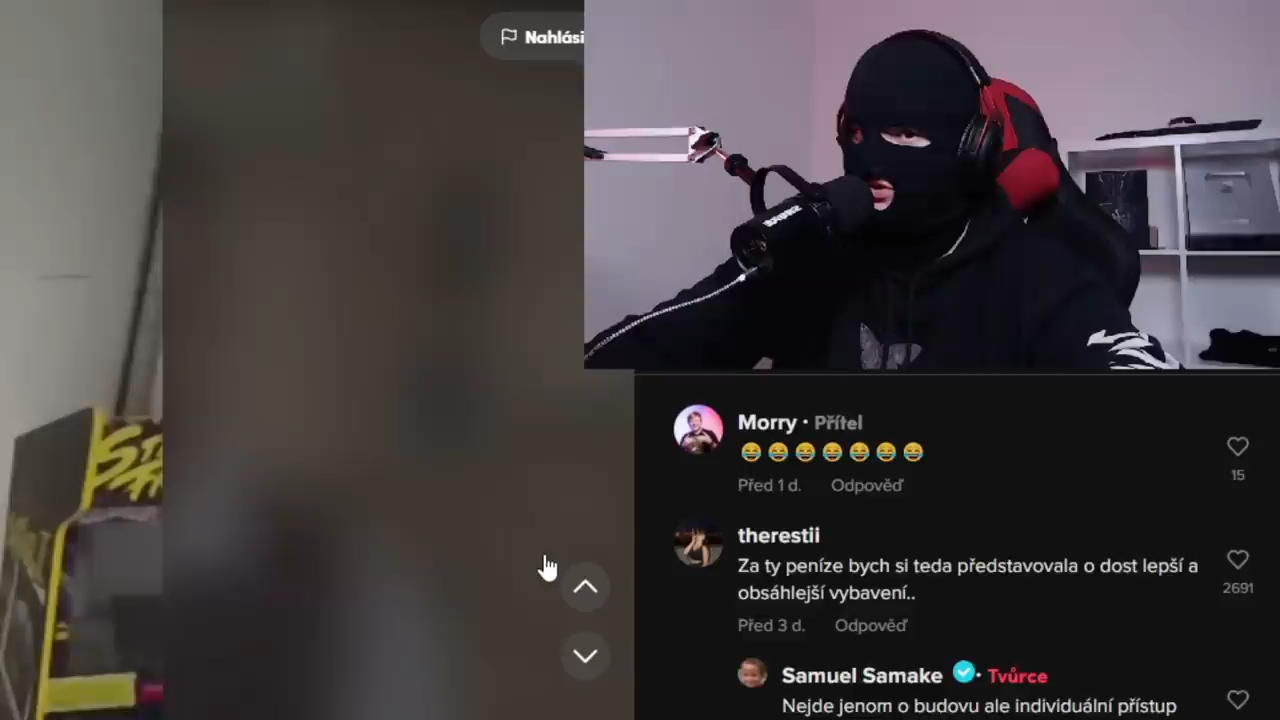 Nahlási
Morry · Přítel
😂😂😂😂😂😂😂
Před 1 d. Odpověď
15
therestii
Za ty peníze bych si teda představovala o dost lepší a
obsáhlejší vybavení..
2691
Před 3 d. Odpověď
Samuel Samake · Tvůrce
Nejde jenom o budovu ale individuální přístup